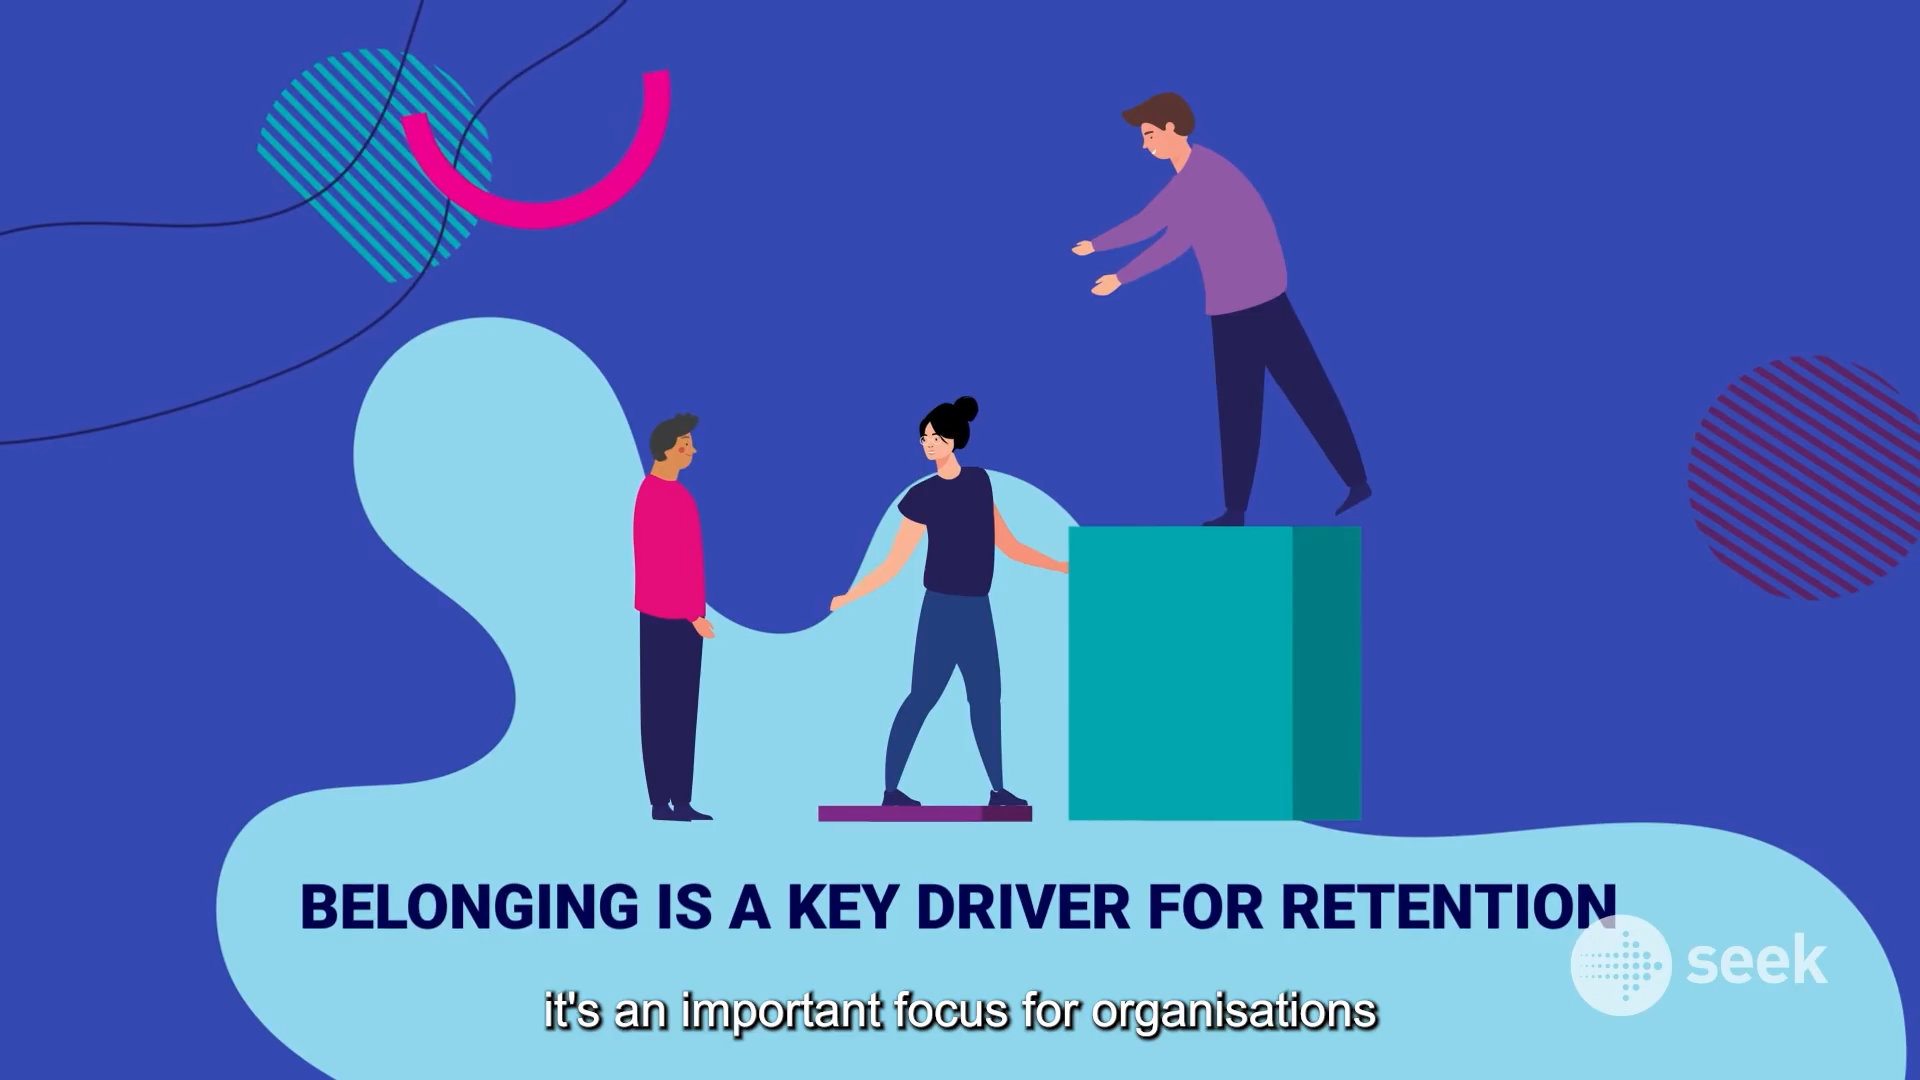 BELONGING IS A KEY DRIVER FOR RETENTION
seek
it's an important focus for organisations